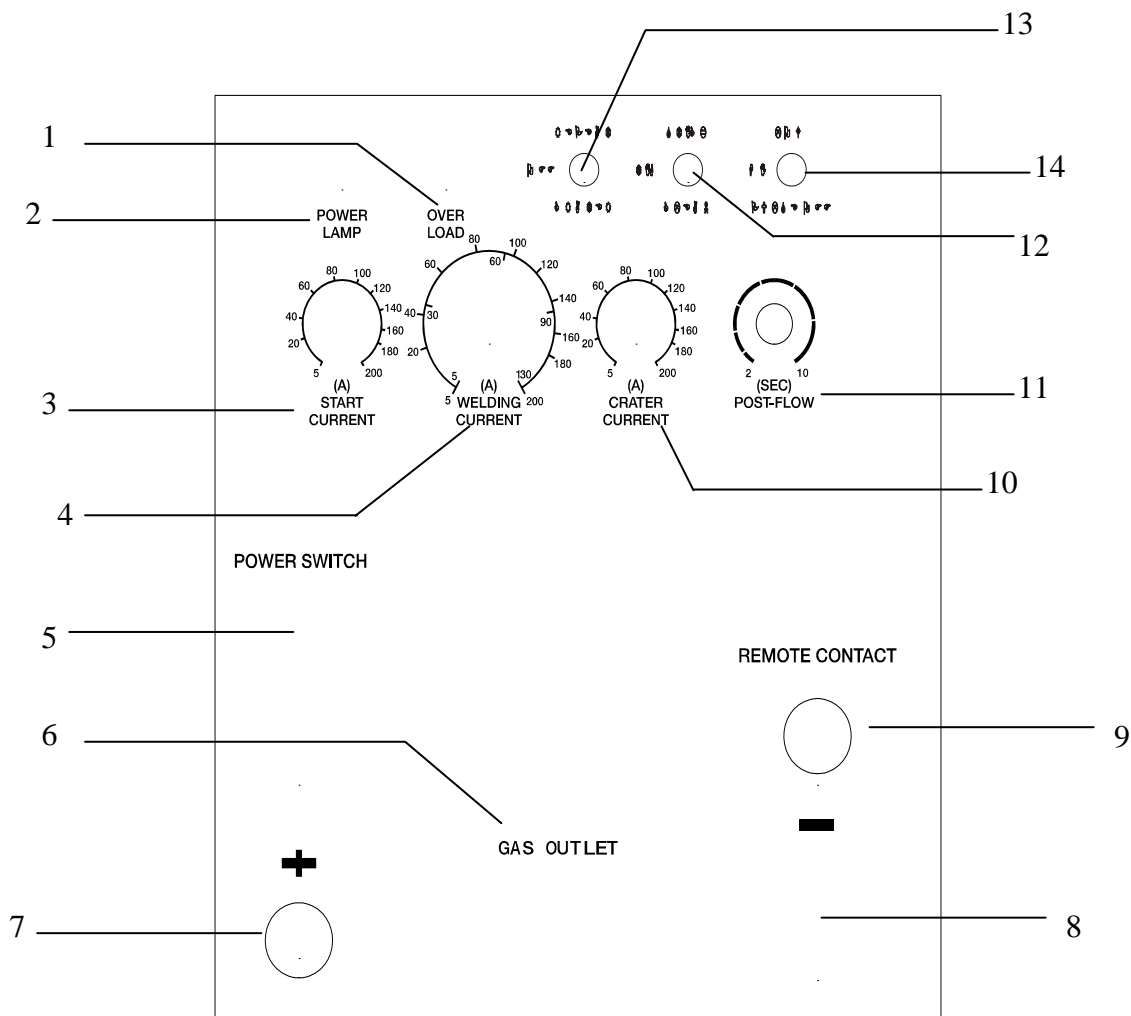 13
1
14
2
POWER LAMP
OVER LOAD
12
20 40 60 80 100 120 140 160 180
5 200
(A)
START CURRENT
20 40 60 80 100 120 140 160 180
5 200
30 60 90
5 130
(A)
WELDING CURRENT
20 40 60 80 100 120 140 160 180
5 200
(A)
CRATER CURRENT
2 10
(SEC)
POST-FLOW
11
3
10
4
POWER SWITCH
5
REMOTE CONTACT
6
9
GAS OUTLET
+
−
7
8